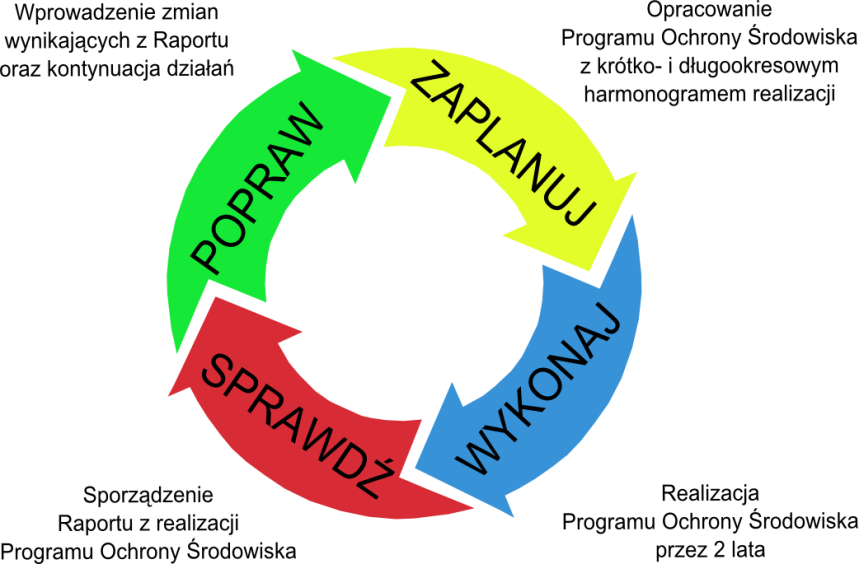 Wprowadzenie zmian
wynikających z Raportu
oraz kontynuacja działań
Opracowanie
Programu Ochrony Środowiska
z krótko- i długookresowym
harmonogramem realizacji
ZAPLANUJ
WYKONAJ
SPRAWDŹ
POPRAW
Sporządzenie
Raportu z realizacji
Programu Ochrony Środowiska
Realizacja
Programu Ochrony Środowiska
przez 2 lata